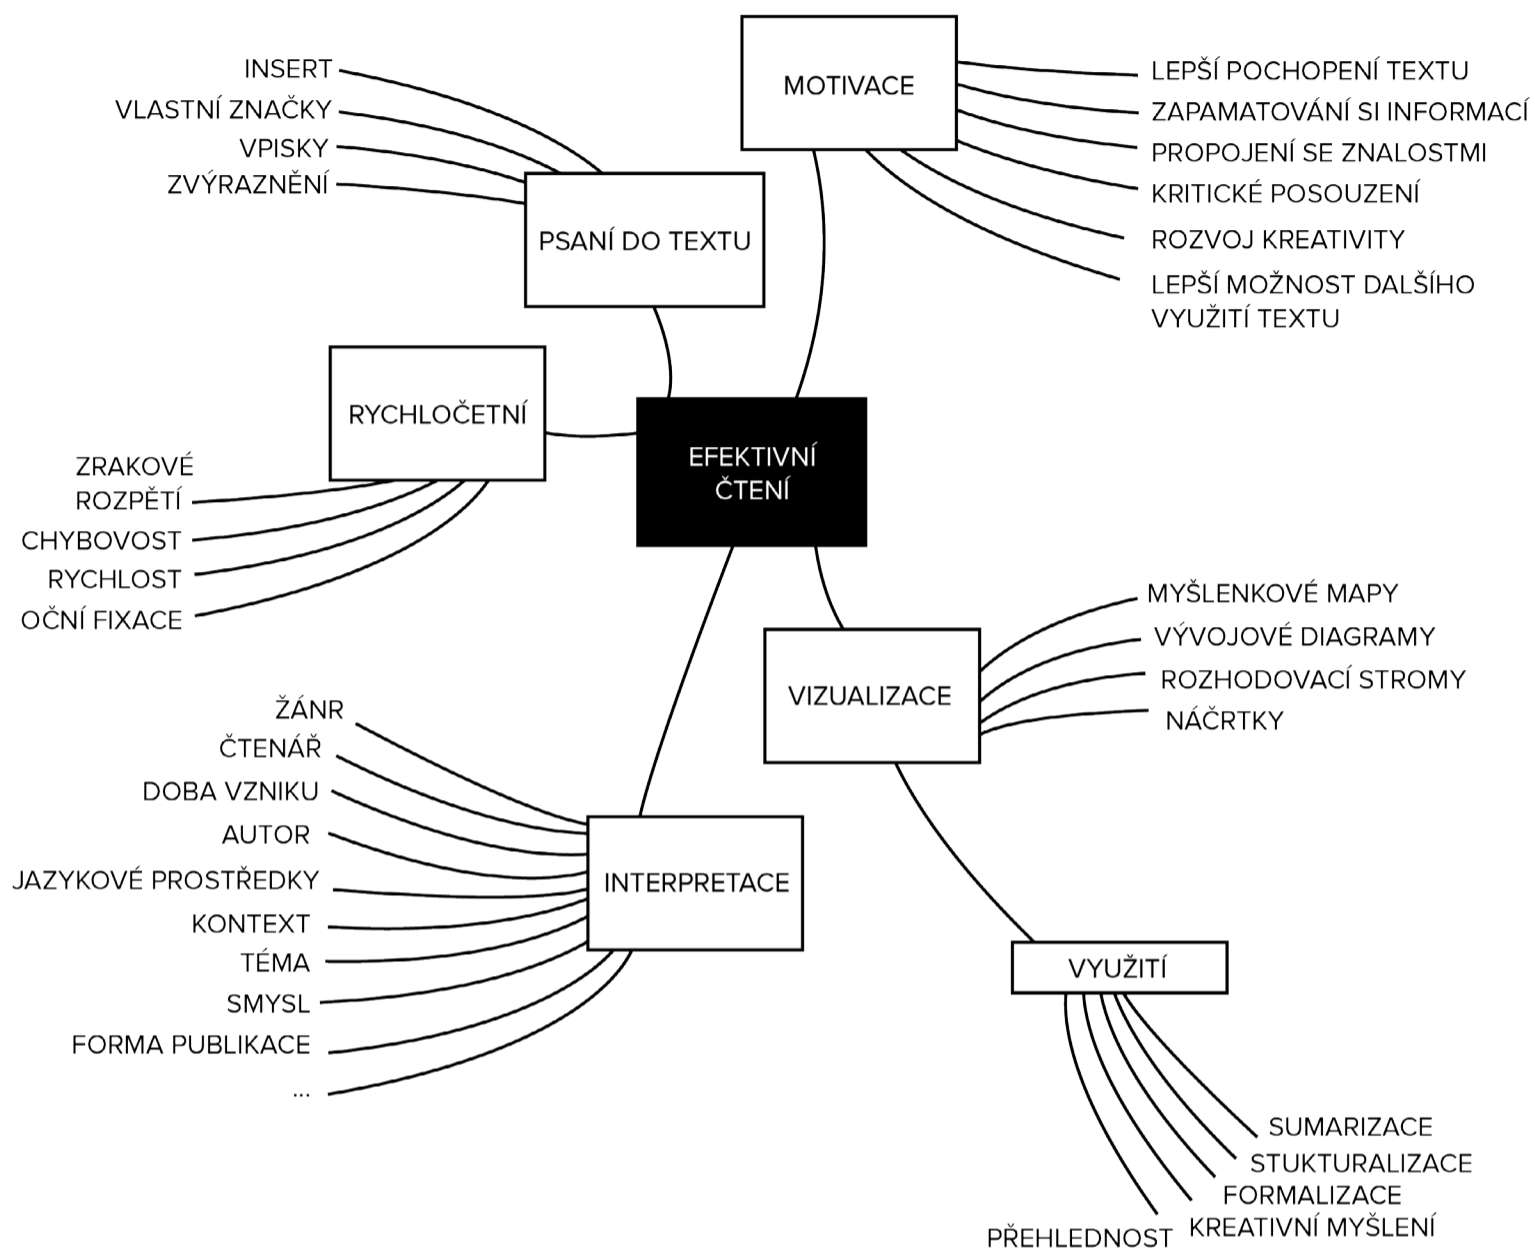 MOTIVACE
LEPŠÍ POCHOPENÍ TEXTU
ZAPAMATOVÁNÍ SI INFORMACÍ
PROPOJENÍ SE ZNALOSTMI
KRITICKÉ POSOUZENÍ
ROZVOJ KREATIVITY
LEPŠÍ MOŽNOST DALŠÍHO
VYUŽITÍ TEXTU
INSERT
VLASTNÍ ZNAČKY
VPISKY
ZVÝRAZNĚNÍ
PSANÍ DO TEXTU
RYCHLOČETNÍ
ZRAKOVÉ
ROZPĚTÍ
CHYBOVOST
RYCHLOST
OČNÍ FIXACE
EFEKTIVNÍ
ČTENÍ
VIZUALIZACE
MYŠLENKOVÉ MAPY
VÝVOJOVÉ DIAGRAMY
ROZHODOVACÍ STROMY
NÁČRTKY
ŽÁNR
ČTENÁŘ
DOBA VZNIKU
AUTOR
JAZYKOVÉ PROSTŘEDKY
KONTEXT
TÉMA
SMYSL
FORMA PUBLIKACE
...
INTERPRETACE
VYUŽITÍ
SUMARIZACE
STUKTURALIZACE
FORMALIZACE
KREATIVNÍ MYŠLENÍ
PŘEHLEDNOST